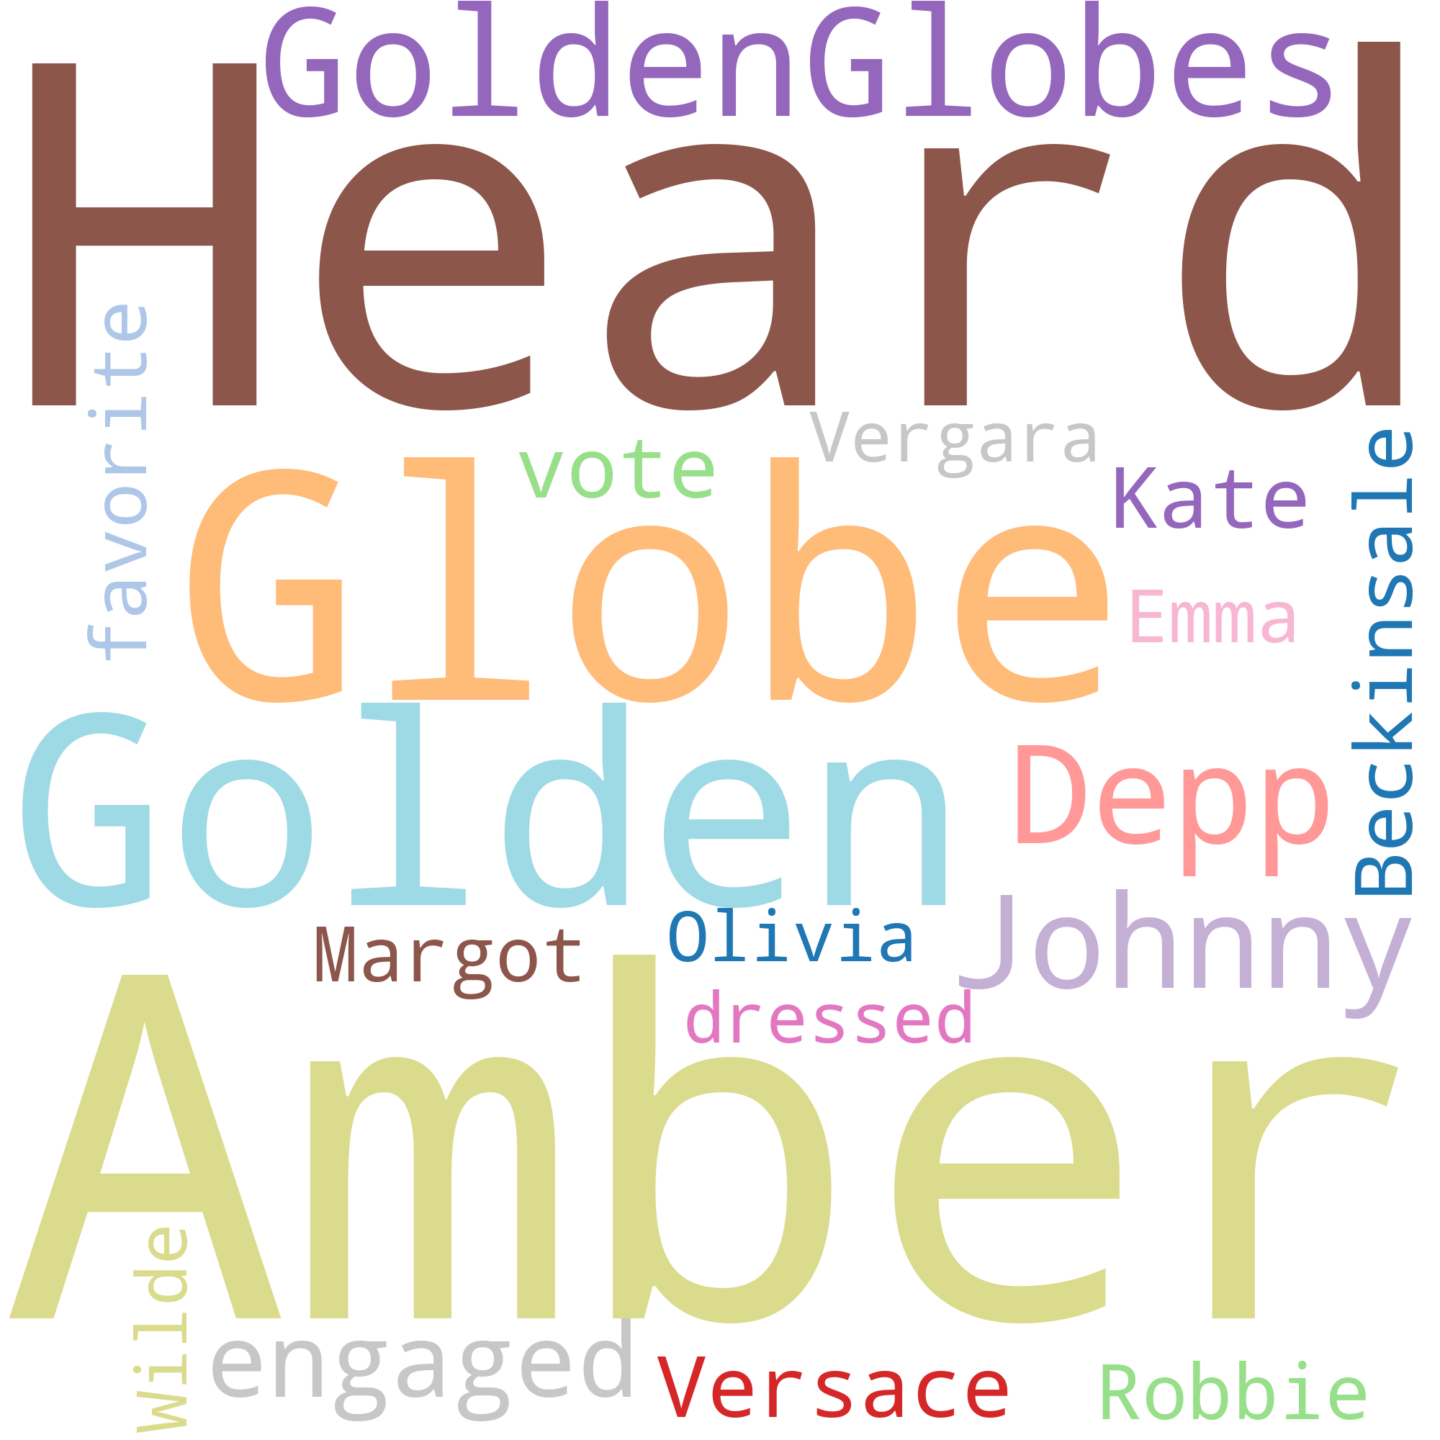 GoldenGlobes
Heard
favorite
vote
Vergara
Kate
Beckinsale
Globe
Emma
Golden
Depp
Margot
Olivia
Johnny
dressed
Amber
Wilde
engaged
Versace
Robbie